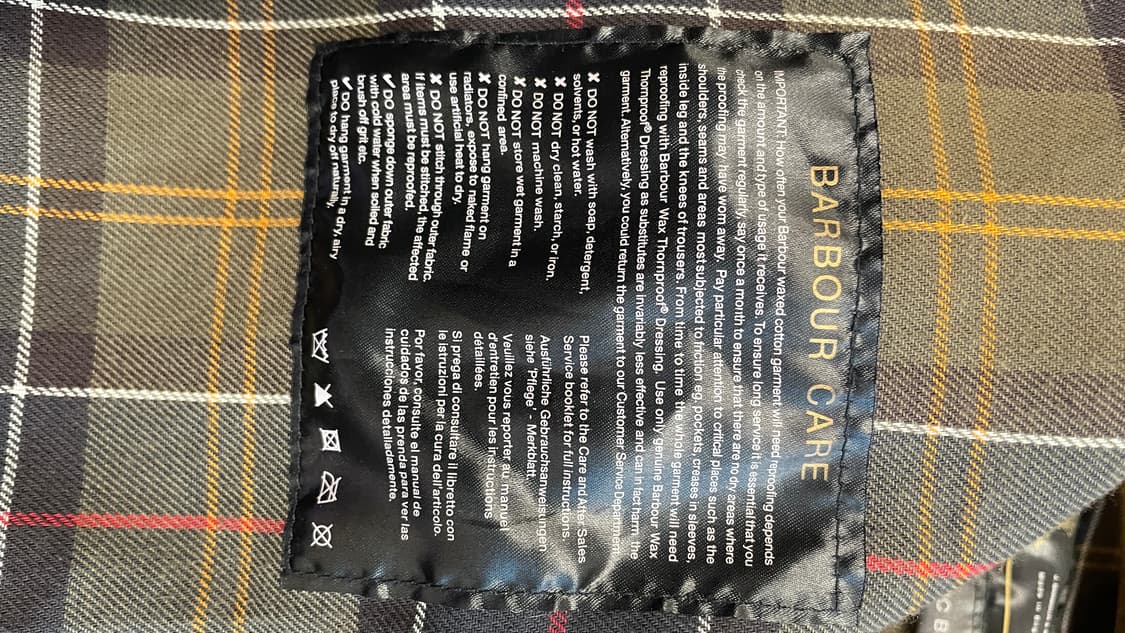 BARBOUR CARE
IMPORTANT: How often your Barbour waxed cotton garment will need reproofing depends
on the amount and type of usage it receives. To ensure long service it is essential that you
check the garment regularly, say once a month to ensure that there are no dry areas where
the proofing may have worn away. Pay particular attention to critical places such as the
shoulders, seams and areas most subjected to friction eg, pockets, creases in sleeves,
inside leg and the knees of trousers. From time to time the whole garment will need
reproofing with Barbour Wax Thornproof® Dressing. Use only genuine Barbour Wax
Thornproof® Dressing as substitutes are invariably less effective and can in fact harm the
garment. Alternatively, you could return the garment to our Customer Service Department.
✘ DO NOT wash with soap, detergent,
solvents, or hot water.
✘ DO NOT dry clean, starch, or iron.
✘ DO NOT machine wash.
✘ DO NOT store wet garment in a
confined area.
✘ DO NOT hang garment on
radiators, expose to naked flame or
use artificial heat to dry.
✘ DO NOT stitch through outer fabric.
If items must be stitched, the affected
area must be reproofed.
✔ DO sponge down outer fabric
with cold water when soiled and
brush off grit etc.
✔ DO hang garment in a dry, airy
place to dry off naturally.
Please refer to the Care and After Sales
Service booklet for full instructions.
Ausführliche Gebrauchsanweisungen
siehe 'Pflege' - Merkblatt.
Veuillez vous reporter au manuel
d'entretien pour les instructions
détaillées.
Si prega di consultare il libretto con
le istruzioni per la cura dell'articolo.
Por favor, consulte el manual de
cuidados de las prenda para ver las
instrucciones detalladamente.
C B